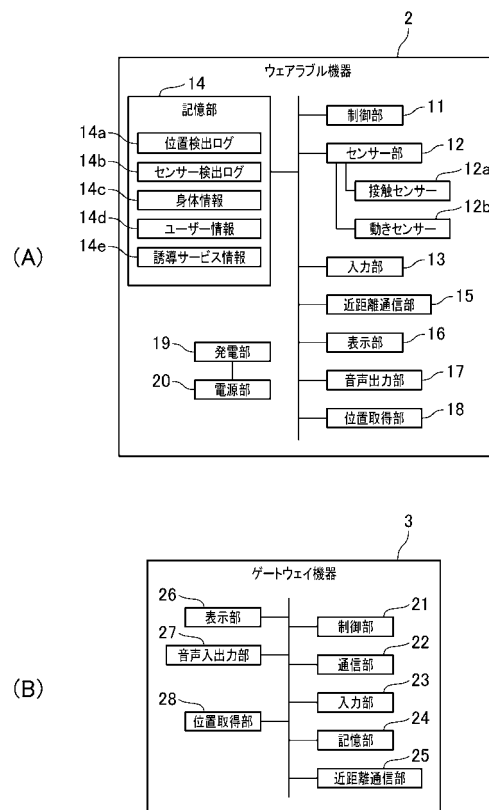 2
ウェアラブル機器
14
記憶部
14a 位置検出ログ
14b センサー検出ログ
14c 身体情報
14d ユーザー情報
14e 誘導サービス情報
制御部 11
センサー部 12
接触センサー 12a
動きセンサー 12b
入力部 13
近距離通信部 15
表示部 16
音声出力部 17
位置取得部 18
19 発電部
20 電源部
(A)
3
ゲートウェイ機器
26 表示部
27 音声入出力部
28 位置取得部
制御部 21
通信部 22
入力部 23
記憶部 24
近距離通信部 25
(B)